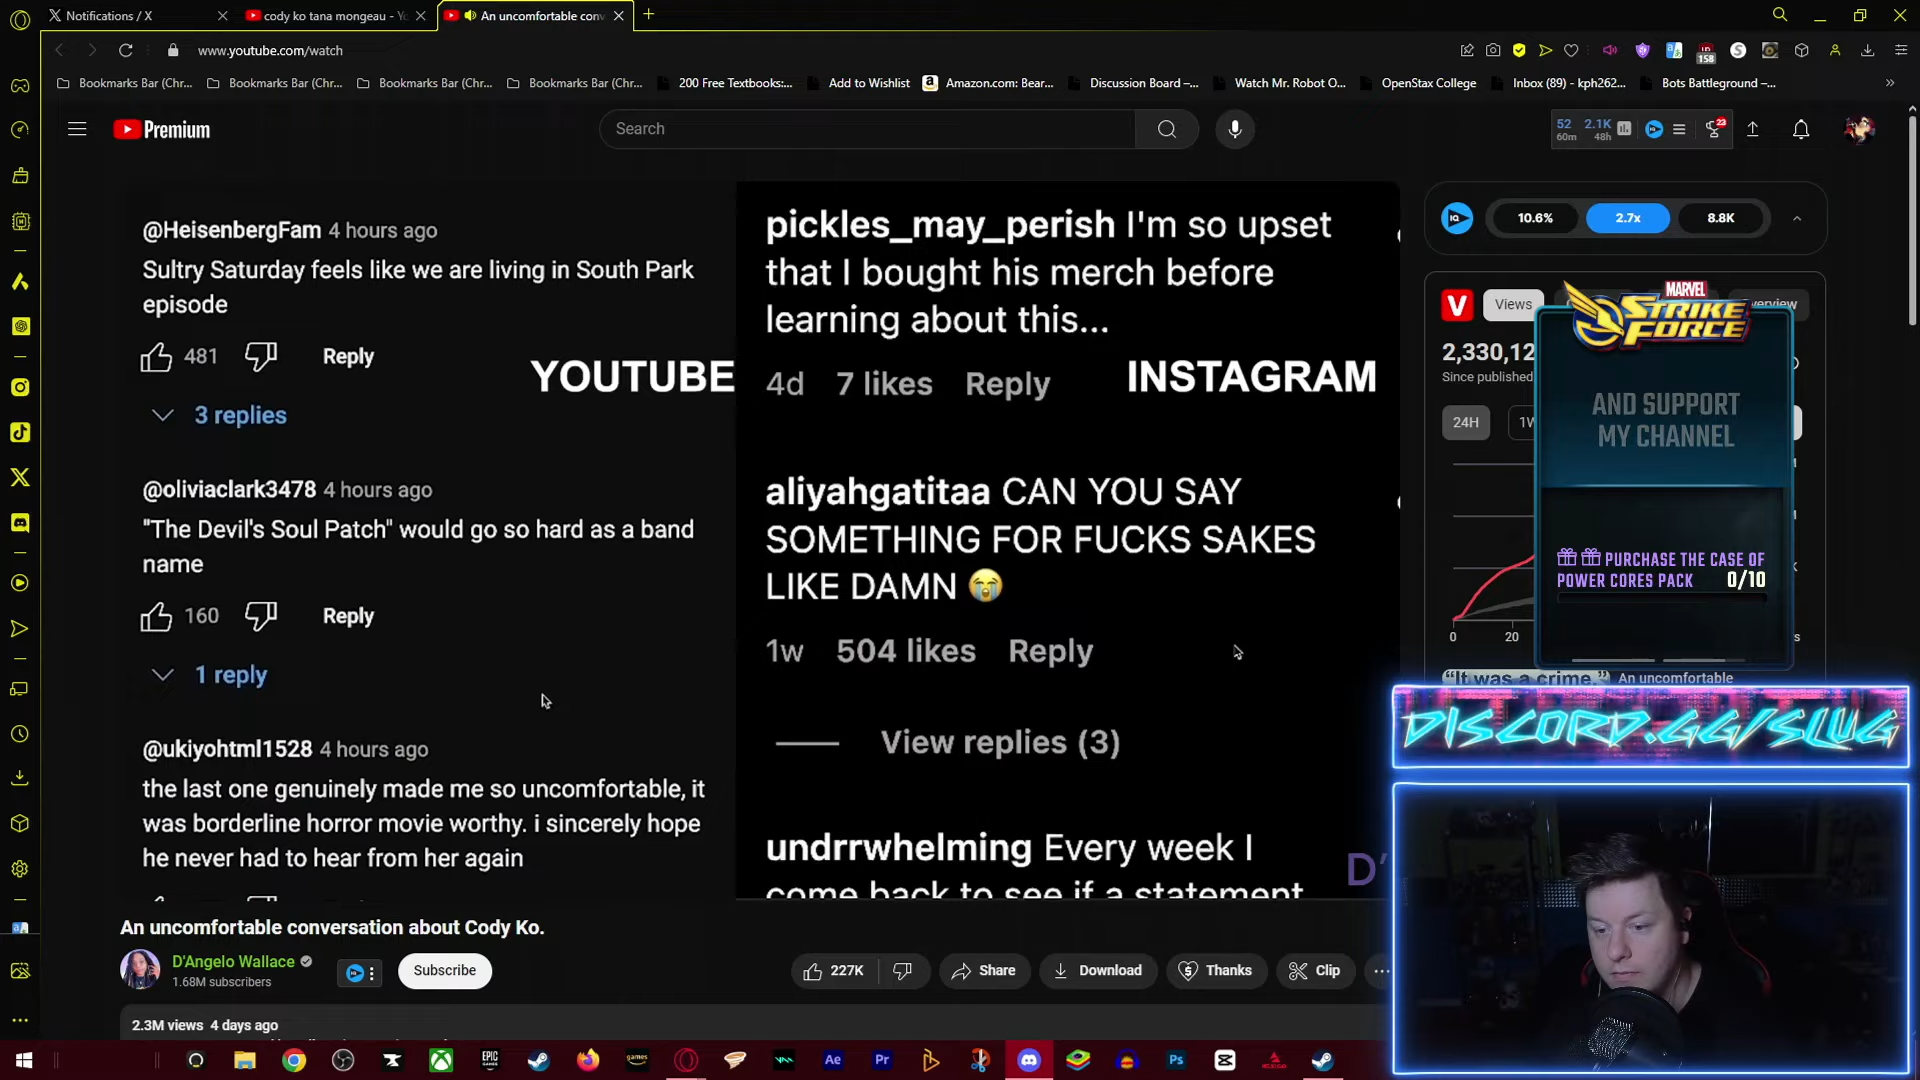 Notifications / X
cody ko tana mongeau - Y
An uncomfortable con
www.youtube.com/watch
158
Bookmarks Bar (Chr...
Bookmarks Bar (Chr...
Bookmarks Bar (Chr...
Bookmarks Bar (Chr...
200 Free Textbooks:...
Add to Wishlist
Amazon.com: Bear...
Discussion Board –...
Watch Mr. Robot O...
OpenStax College
Inbox (89) - kph262...
Bots Battleground –...
Premium
Search
52 2.1K
60m 48h
23
@HeisenbergFam 4 hours ago
Sultry Saturday feels like we are living in South Park
episode
481 Reply
3 replies
YOUTUBE
@oliviaclark3478 4 hours ago
"The Devil's Soul Patch" would go so hard as a band
name
160 Reply
1 reply
@ukiyohtml1528 4 hours ago
the last one genuinely made me so uncomfortable, it
was borderline horror movie worthy. i sincerely hope
he never had to hear from her again
pickles_may_perish I'm so upset
that I bought his merch before
learning about this...
4d 7 likes Reply
INSTAGRAM
aliyahgatitaa CAN YOU SAY
SOMETHING FOR FUCKS SAKES
LIKE DAMN 😭
1w 504 likes Reply
View replies (3)
undrrwhelming Every week I
come back to see if a statement
D'
10.6% 2.7x 8.8K
Views
2,330,12
Since published
24H 1W
0 20
MARVEL
STRIKE
FORCE
AND SUPPORT
MY CHANNEL
PURCHASE THE CASE OF
POWER CORES PACK 0/10
"It was a crime." An uncomfortable
DISCORD.GG/SLUG
An uncomfortable conversation about Cody Ko.
D'Angelo Wallace
1.68M subscribers
Subscribe
227K
Share
Download
Thanks
Clip
2.3M views 4 days ago